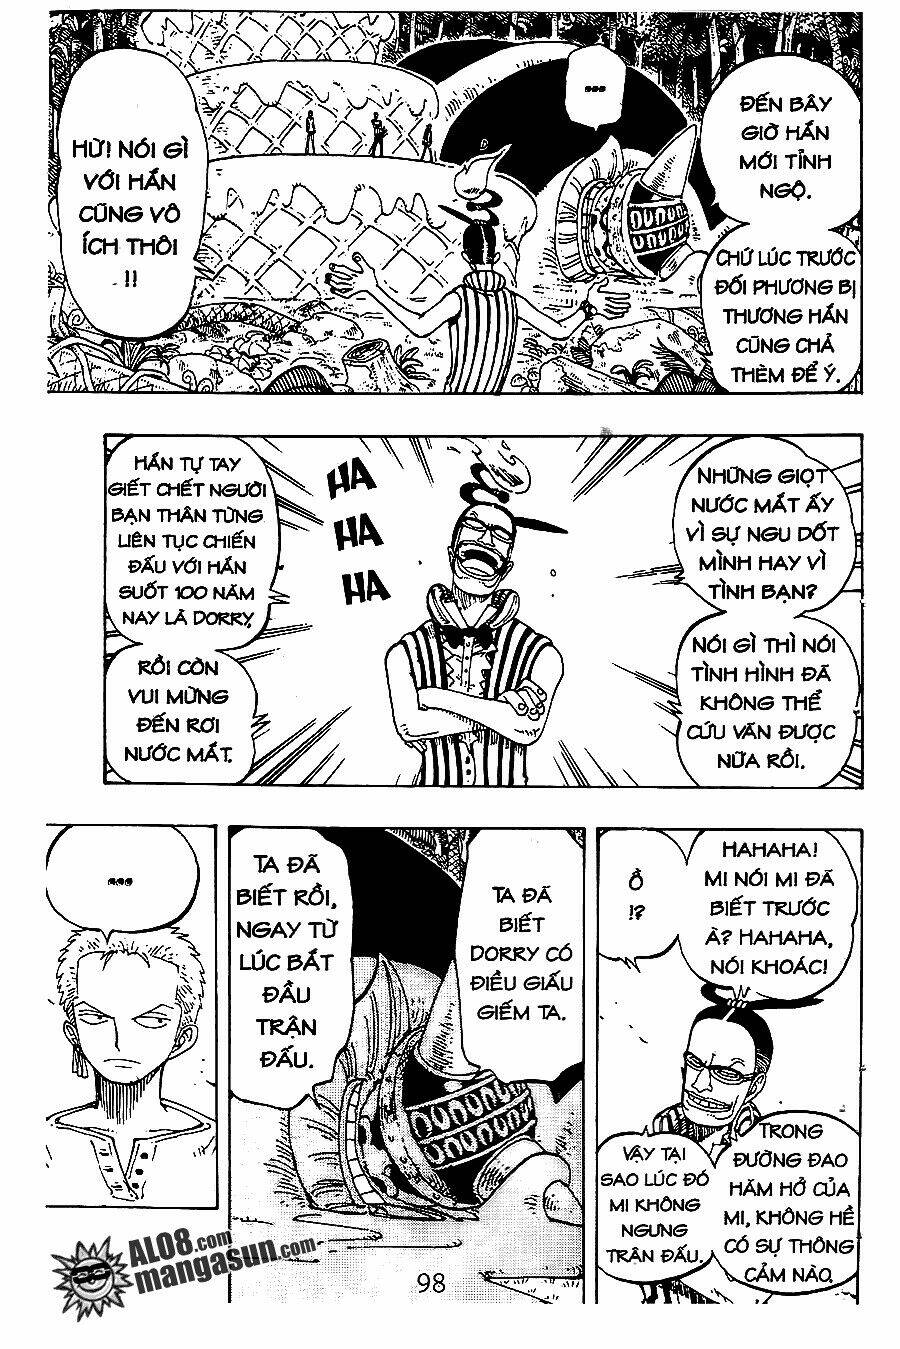 ĐẾN BÂY
GIỜ HẮN
MỚI TỈNH
NGỘ.
CHỨ LÚC TRƯỚC
ĐỐI PHƯƠNG BỊ
THƯƠNG HẮN
CŨNG CHẢ
THÈM ĐỂ Ý.
...
HỪ! NÓI GÌ
VỚI HẮN
CŨNG VÔ
ÍCH THÔI
!!
NHỮNG GIỌT
NƯỚC MẮT ẤY
VÌ SỰ NGU DỐT
MÌNH HAY VÌ
TÌNH BẠN?
NÓI GÌ THÌ NÓI
TÌNH HÌNH ĐÃ
KHÔNG THỂ
CỨU VÃN ĐƯỢC
NỮA RỒI.
HA
HA
HA
HẮN TỰ TAY
GIẾT CHẾT NGƯỜI
BẠN THÂN TỪNG
LIÊN TỤC CHIẾN
ĐẤU VỚI HẮN
SUỐT 100 NĂM
NAY LÀ DORRY.
RỒI CÒN
VUI MỪNG
ĐẾN RƠI
NƯỚC MẮT.
HAHAHA!
MI NÓI MI ĐÃ
BIẾT TRƯỚC
À? HAHAHA,
NÓI KHOÁC!
Ồ
!?
TRONG
ĐƯỜNG ĐAO
HĂM HỞ CỦA
MI, KHÔNG HỀ
CÓ SỰ THÔNG
CẢM NÀO.
VẬY TẠI
SAO LÚC ĐÓ
MI KHÔNG
NGƯNG
TRẬN ĐẤU.
TA ĐÃ
BIẾT
DORRY CÓ
ĐIỀU GIẤU
GIẾM TA.
TA ĐÃ
BIẾT RỒI,
NGAY TỪ
LÚC BẮT
ĐẦU
TRẬN
ĐẤU.
...
AL08.com
mangasun.com
98